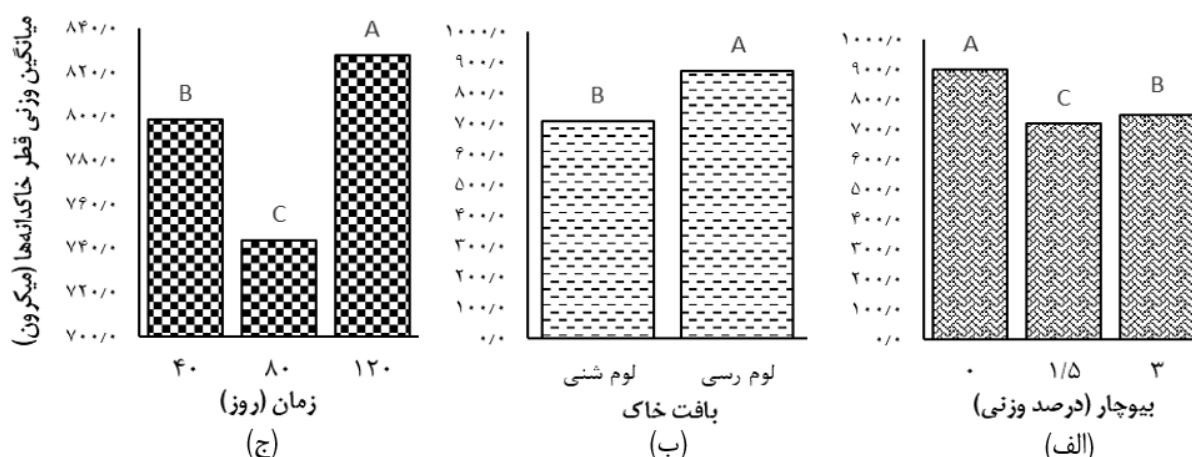 میانگین وزنی قطر خاکدانه‌ها (میکرون)
۱۰۰۰/۰
۹۰۰/۰
۸۰۰/۰
۷۰۰/۰
۶۰۰/۰
۵۰۰/۰
۴۰۰/۰
۳۰۰/۰
۲۰۰/۰
۱۰۰/۰
۰/۰
A
C
B
۰ ۱/۵ ۳
بیوچار (درصد وزنی)
(الف)
۱۰۰۰/۰
۹۰۰/۰
۸۰۰/۰
۷۰۰/۰
۶۰۰/۰
۵۰۰/۰
۴۰۰/۰
۳۰۰/۰
۲۰۰/۰
۱۰۰/۰
۰/۰
A
B
لوم رسی
لوم شنی
بافت خاک
(ب)
۸۴۰/۰
۸۲۰/۰
۸۰۰/۰
۷۸۰/۰
۷۶۰/۰
۷۴۰/۰
۷۲۰/۰
۷۰۰/۰
B
C
A
۴۰ ۸۰ ۱۲۰
زمان (روز)
(ج)